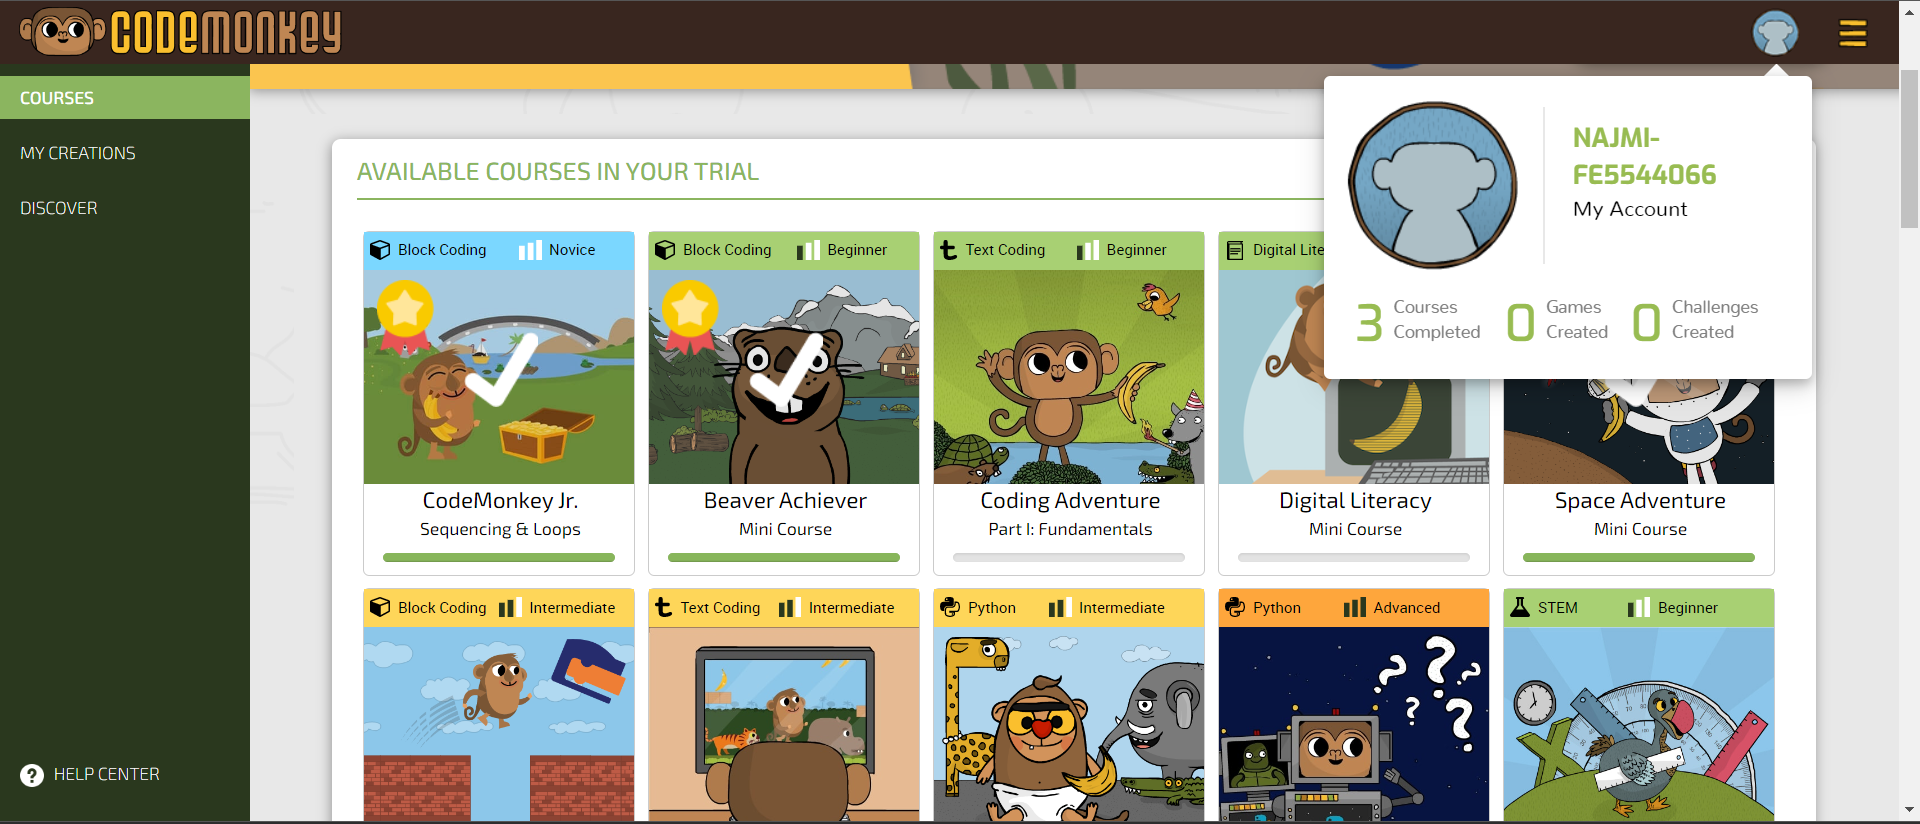 CODEMONKEY
COURSES
MY CREATIONS
DISCOVER
HELP CENTER
NAJMI-
FE5544066
My Account
3 Courses Completed
0 Games Created
0 Challenges Created
AVAILABLE COURSES IN YOUR TRIAL
Block Coding Novice
CodeMonkey Jr.
Sequencing & Loops
Block Coding Beginner
Beaver Achiever
Mini Course
Text Coding Beginner
Coding Adventure
Part I: Fundamentals
Digital Lite
Digital Literacy
Mini Course
Space Adventure
Mini Course
Block Coding Intermediate
Text Coding Intermediate
Python Intermediate
Python Advanced
STEM Beginner